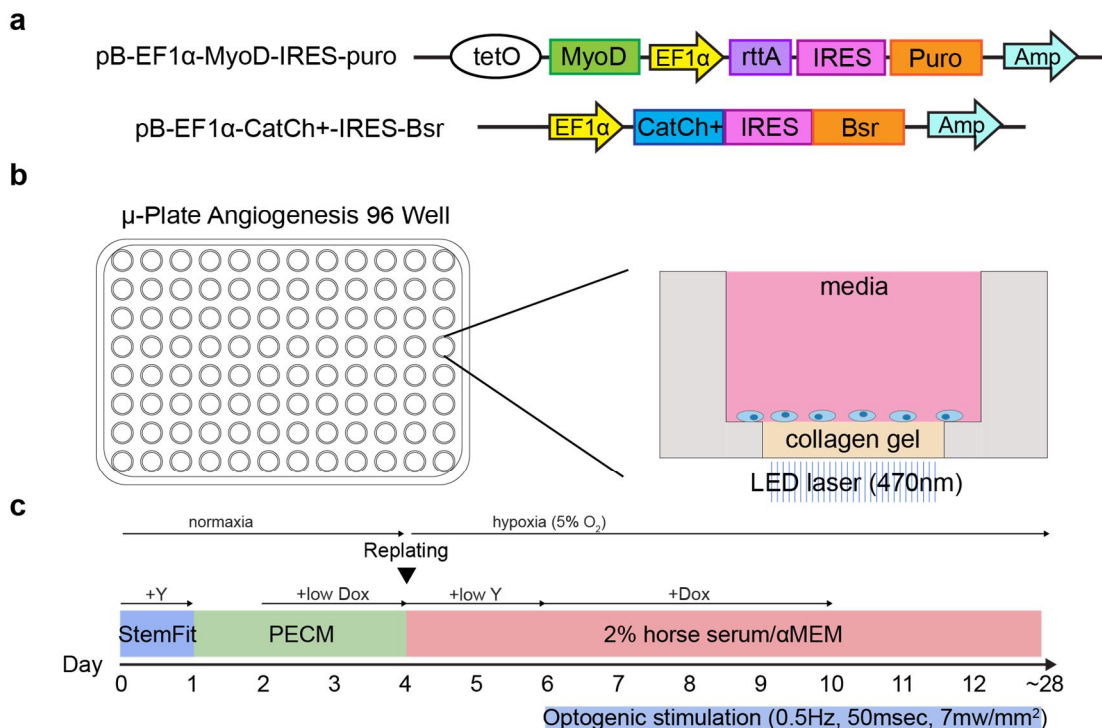 a
pB-EF1α-MyoD-IRES-puro
tetO MyoD EF1α rttA IRES Puro Amp
pB-EF1α-CatCh+-IRES-Bsr
EF1α CatCh+ IRES Bsr Amp
b
μ-Plate Angiogenesis 96 Well
media
collagen gel
LED laser (470nm)
c
normaxia
hypoxia (5% O₂)
Replating
+Y +low Dox +low Y +Dox
StemFit PECM 2% horse serum/αMEM
Day
0 1 2 3 4 5 6 7 8 9 10 11 12 ~28
Optogenic stimulation (0.5Hz, 50msec, 7mw/mm²)